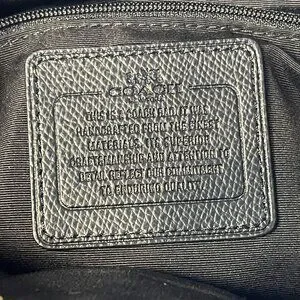 COACH
THIS IS A COACH BAG. IT WAS
HANDCRAFTED FROM THE FINEST
MATERIALS. ITS SUPERIOR
CRAFTSMANSHIP AND ATTENTION TO
DETAIL REFLECT OUR COMMITMENT
TO ENDURING QUALITY.